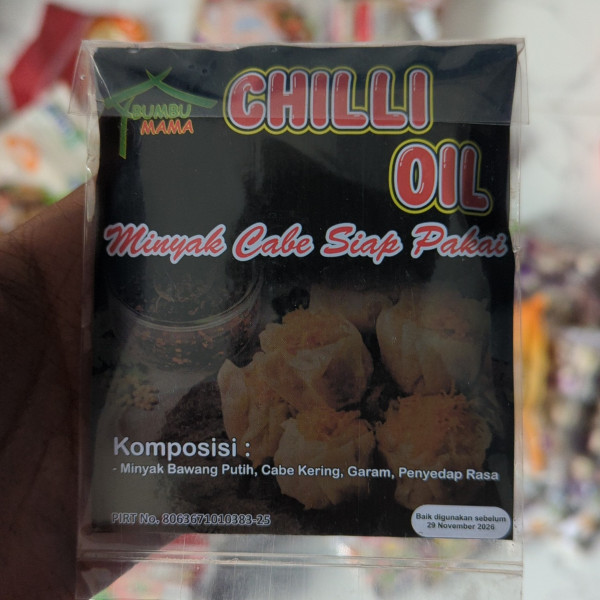 BUMBU
MAMA
CHILLI
OIL
Minyak Cabe Siap Pakai
Komposisi :
- Minyak Bawang Putih, Cabe Kering, Garam, Penyedap Rasa
PIRT No. 8063671010383-25
Baik digunakan sebelum
29 November 2026